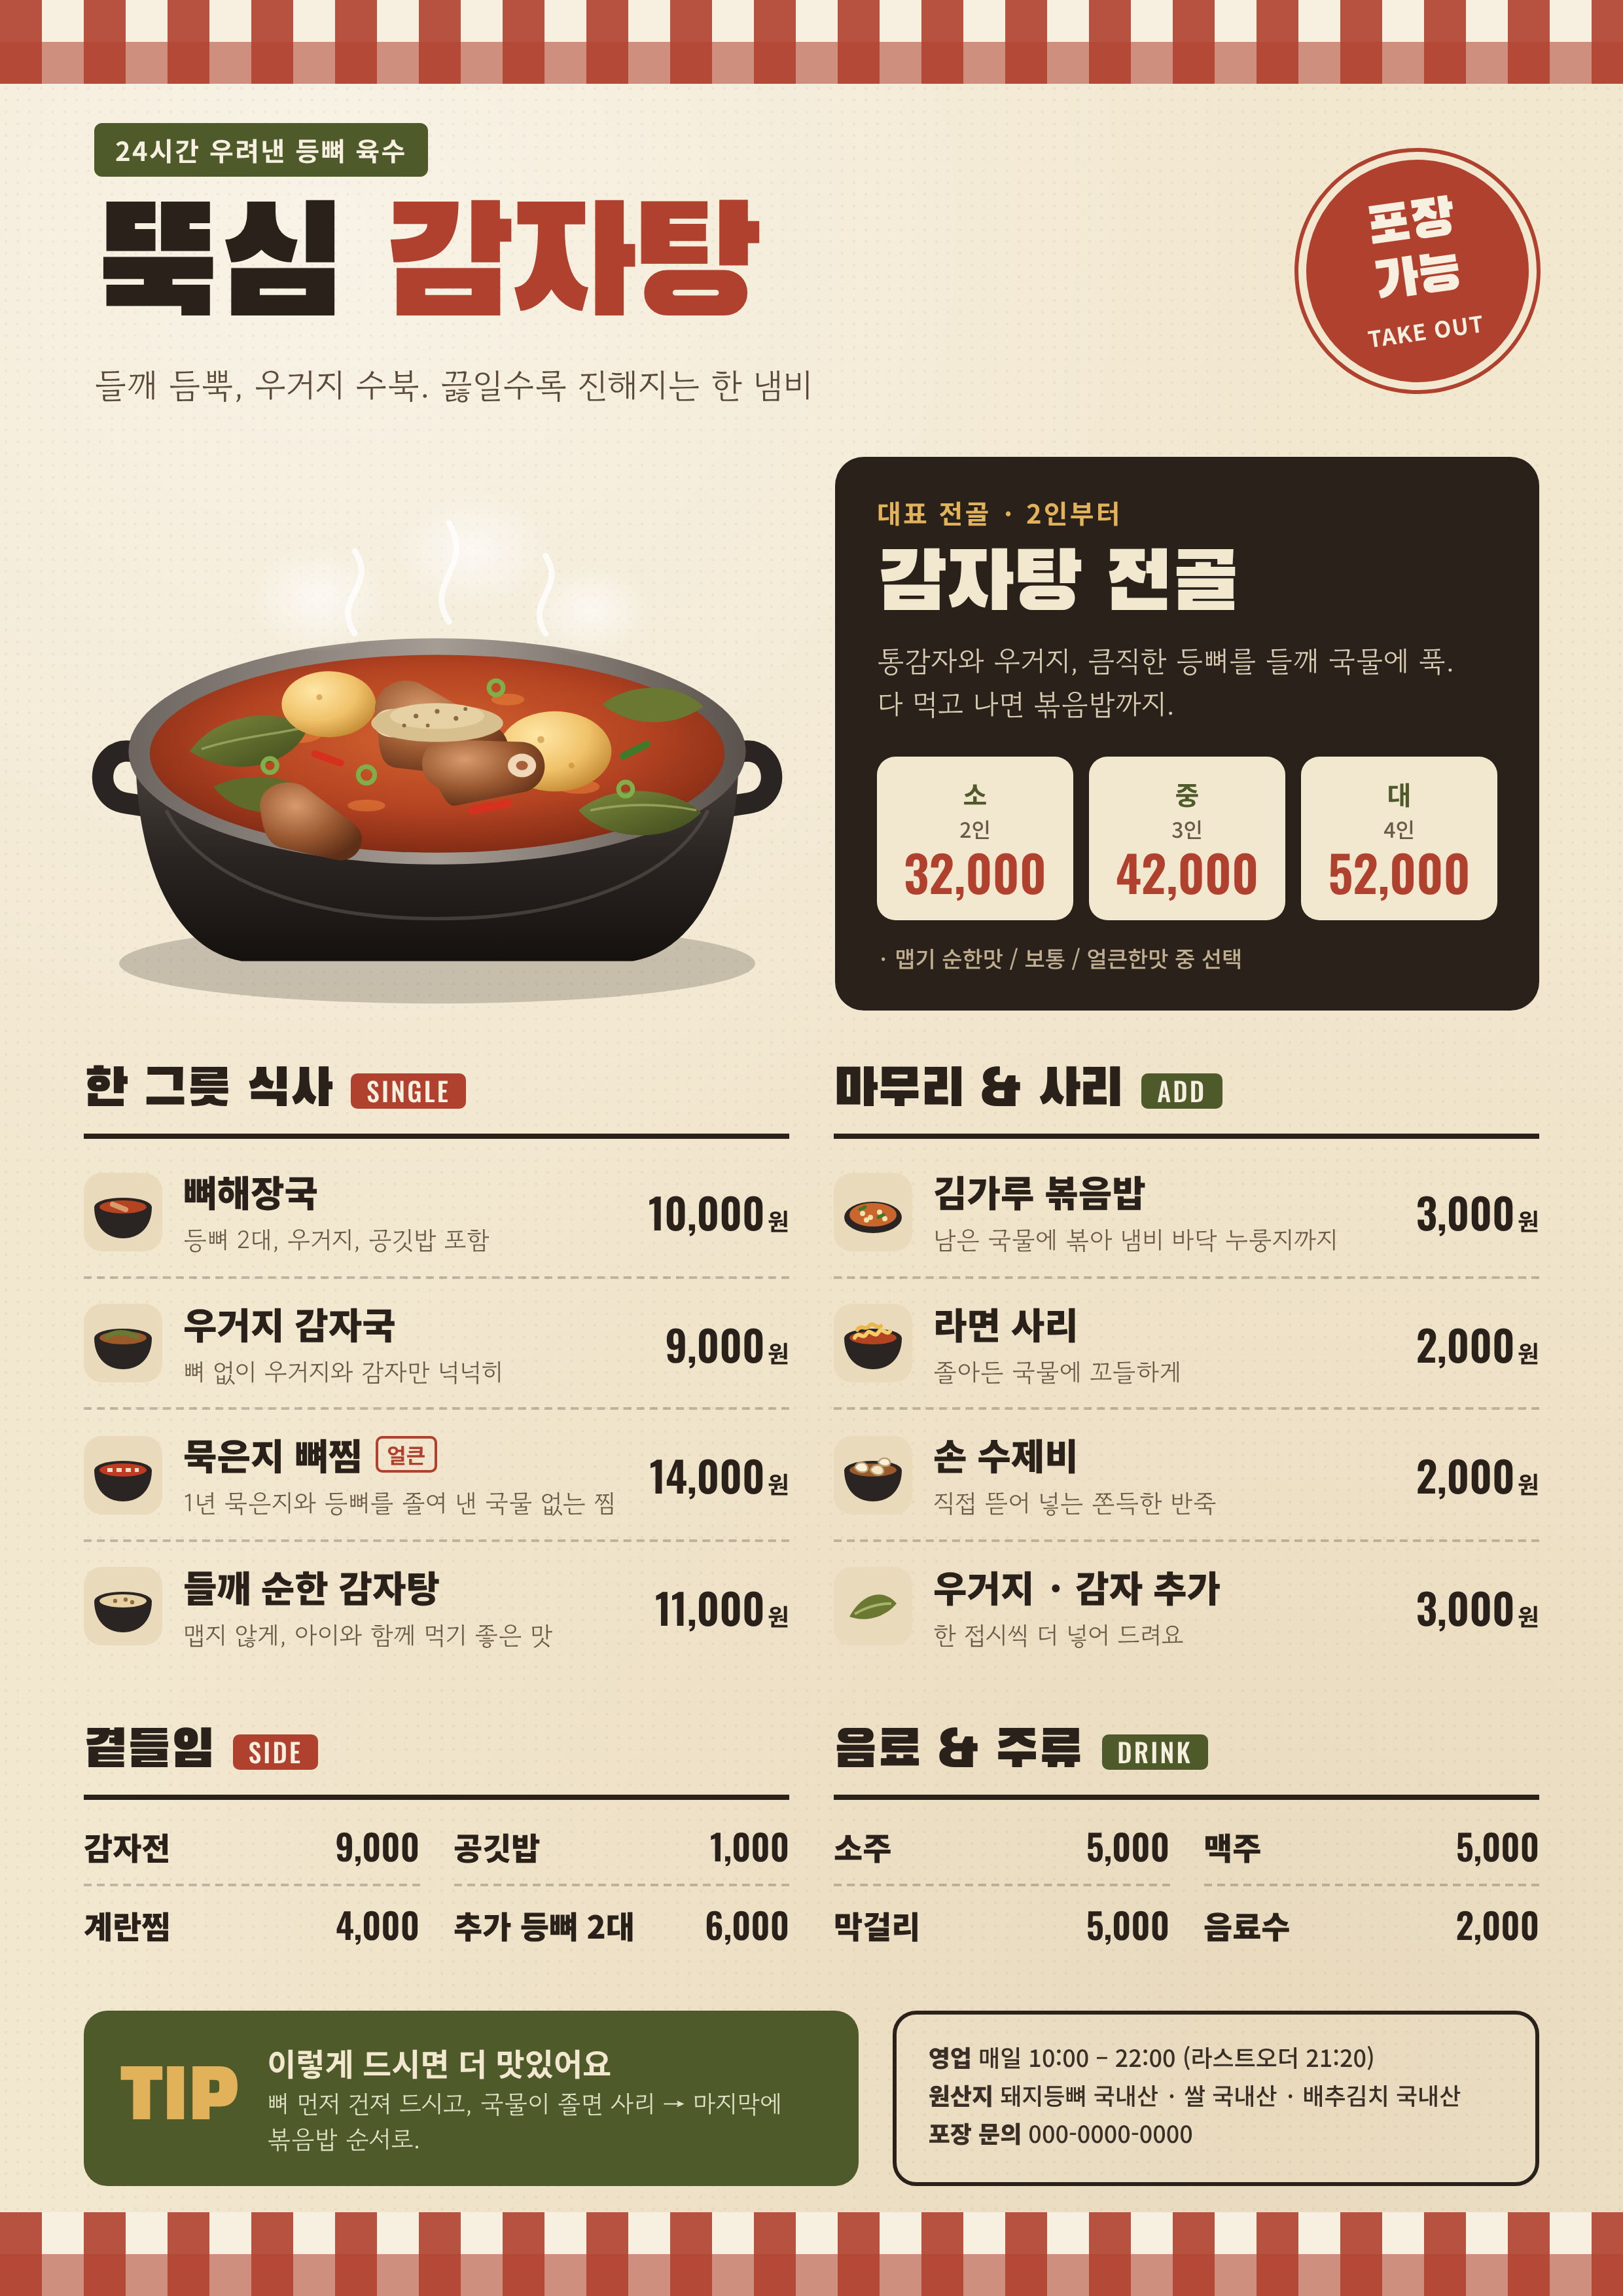 24시간 우려낸 등뼈 육수
뚝심 감자탕
들깨 듬뿍, 우거지 수북. 끓일수록 진해지는 한 냄비
포장
가능
TAKE OUT
대표 전골 · 2인부터
감자탕 전골
통감자와 우거지, 큼직한 등뼈를 들깨 국물에 푹.
다 먹고 나면 볶음밥까지.
소
2인
32,000
중
3인
42,000
대
4인
52,000
· 맵기 순한맛 / 보통 / 얼큰한맛 중 선택
한 그릇 식사 SINGLE
뼈해장국
등뼈 2대, 우거지, 공깃밥 포함
10,000원
우거지 감자국
뼈 없이 우거지와 감자만 넉넉히
9,000원
묵은지 뼈찜 얼큰
1년 묵은지와 등뼈를 졸여 낸 국물 없는 찜
14,000원
들깨 순한 감자탕
맵지 않게, 아이와 함께 먹기 좋은 맛
11,000원
마무리 & 사리 ADD
김가루 볶음밥
남은 국물에 볶아 냄비 바닥 누룽지까지
3,000원
라면 사리
졸아든 국물에 꼬들하게
2,000원
손 수제비
직접 뜯어 넣는 쫀득한 반죽
2,000원
우거지 · 감자 추가
한 접시씩 더 넣어 드려요
3,000원
곁들임 SIDE
감자전 9,000
공깃밥 1,000
계란찜 4,000
추가 등뼈 2대 6,000
음료 & 주류 DRINK
소주 5,000
맥주 5,000
막걸리 5,000
음료수 2,000
TIP
이렇게 드시면 더 맛있어요
뼈 먼저 건져 드시고, 국물이 졸면 사리 → 마지막에
볶음밥 순서로.
영업 매일 10:00 – 22:00 (라스트오더 21:20)
원산지 돼지등뼈 국내산 · 쌀 국내산 · 배추김치 국내산
포장 문의 000-0000-0000